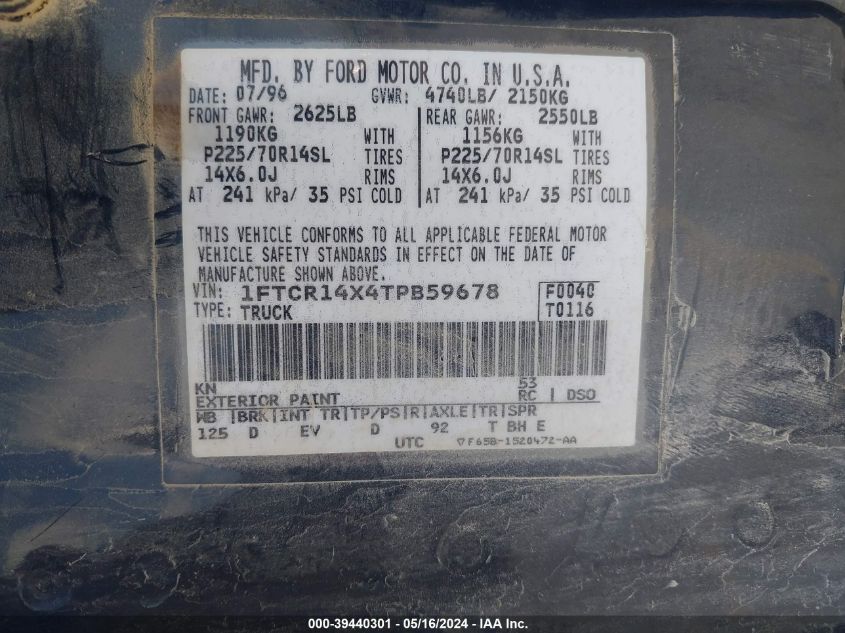 MFD. BY FORD MOTOR CO. IN U.S.A.
DATE: 07/96 GVWR: 4740LB/ 2150KG
FRONT GAWR: 2625LB REAR GAWR: 2550LB
1190KG WITH 1156KG WITH
P225/70R14SL TIRES P225/70R14SL TIRES
14X6.0J RIMS 14X6.0J RIMS
AT 241 kPa/ 35 PSI COLD AT 241 kPa/ 35 PSI COLD
THIS VEHICLE CONFORMS TO ALL APPLICABLE FEDERAL MOTOR
VEHICLE SAFETY STANDARDS IN EFFECT ON THE DATE OF
MANUFACTURE SHOWN ABOVE.
VIN: 1FTCR14X4TPB59678 F0040
TYPE: TRUCK T0116
KN 53
EXTERIOR PAINT RC | DSO
WB |BRK|INT TR|TP/PS|R|AXLE|TR|SPR
125 D EV D 92 T BH E
UTC ▽F65B-1520472-AA
000-39440301 - 05/16/2024 - IAA Inc.